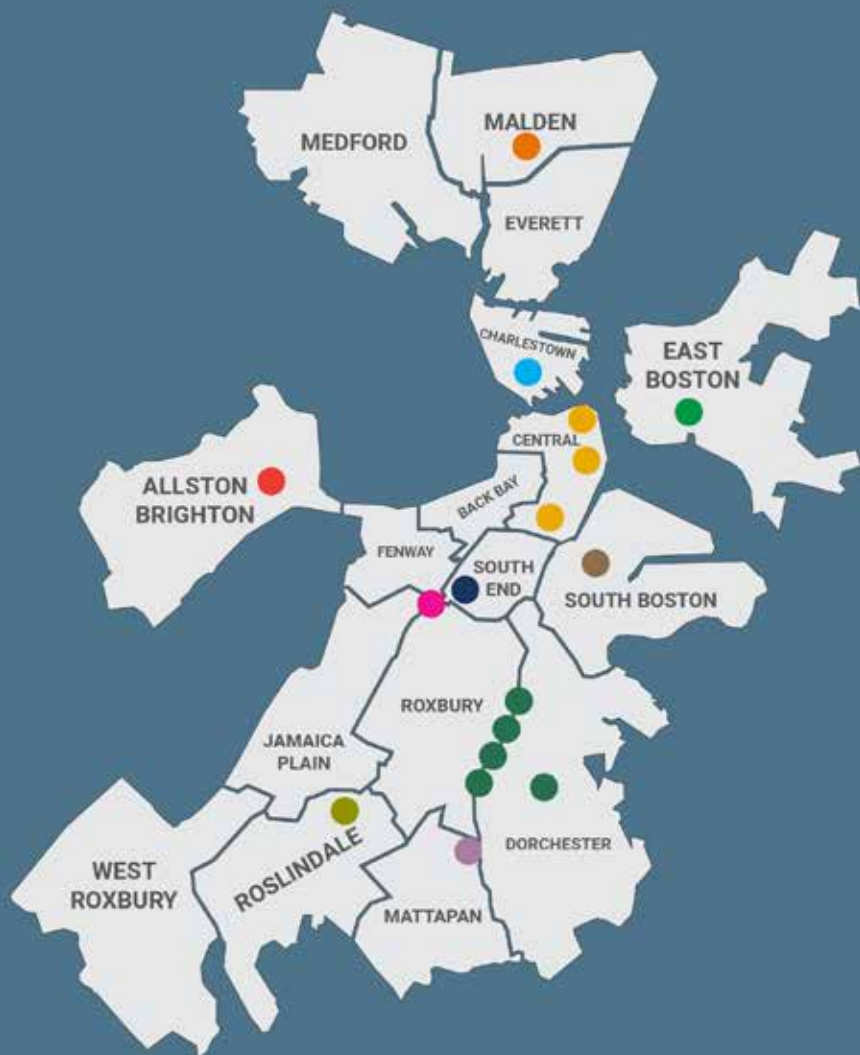 MEDFORD
MALDEN
EVERETT
CHARLESTOWN
EAST
BOSTON
CENTRAL
ALLSTON
BRIGHTON
BACK BAY
FENWAY
SOUTH
END
SOUTH BOSTON
ROXBURY
JAMAICA
PLAIN
DORCHESTER
WEST
ROXBURY
ROSLINDALE
MATTAPAN